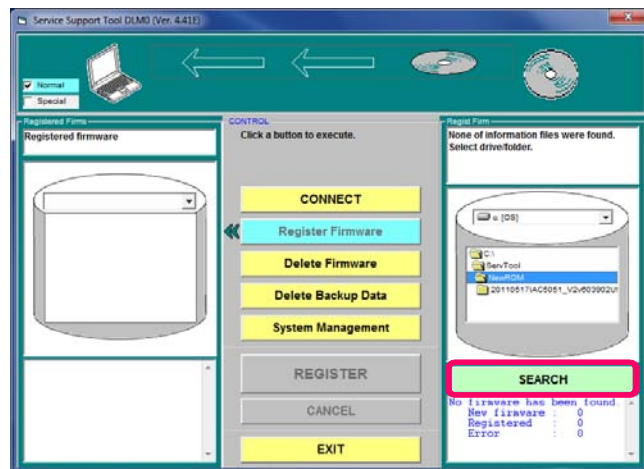 Service Support Tool DLM0 (Ver. 4.41E)
Normal
Special
Registered Firms
Registered firmware
CONTROL
Click a button to execute.
CONNECT
Register Firmware
Delete Firmware
Delete Backup Data
System Management
REGISTER
CANCEL
EXIT
Regist Firm
None of information files were found.
Select drive/folder.
c: [OS]
C:\
ServTool
NewROM
SEARCH
No firmware has been found.
New firmware : 0
Registered : 0
Error : 0